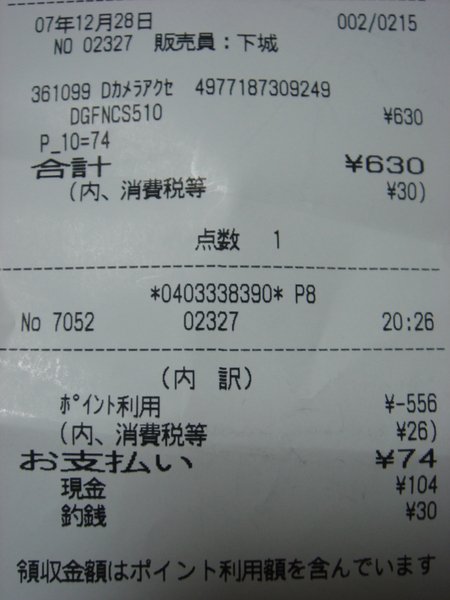 07年12月28日 002/0215
NO 02327 販売員：下城
361099 Dｶﾒﾗｱｸｾ 4977187309249
DGFNCS510 ¥630
P_10=74
合計 ¥630
(内、消費税等 ¥30)
点数 1
*0403338390* P8
No 7052 02327 20:26
(内 訳)
ﾎﾟｲﾝﾄ利用 ¥-556
(内、消費税等 ¥26)
お支払い ¥74
現金 ¥104
釣銭 ¥30
領収金額はポイント利用額を含んでいます